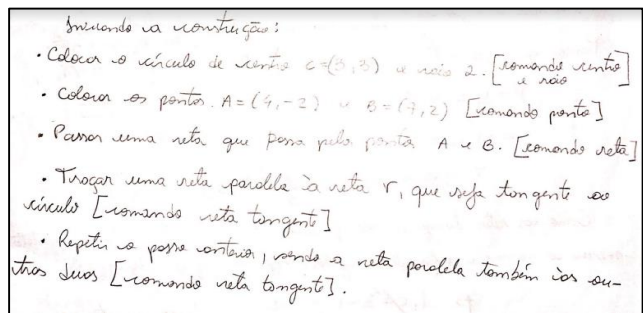 Iniciando a construção:
• Colocar o círculo de centro C=(3,3) e raio 2. [comando centro
e raio]
• Colocar os pontos. A=(4,-2) e B=(7,2) [comando ponto]
• Passar uma reta que passa pelo ponto A e B. [comando reta]
• Traçar uma reta paralela à reta r, que seja tangente ao
círculo [comando reta tangente]
• Repetir o passo anterior, sendo a reta paralela também às ou-
tras duas [comando reta tangente].